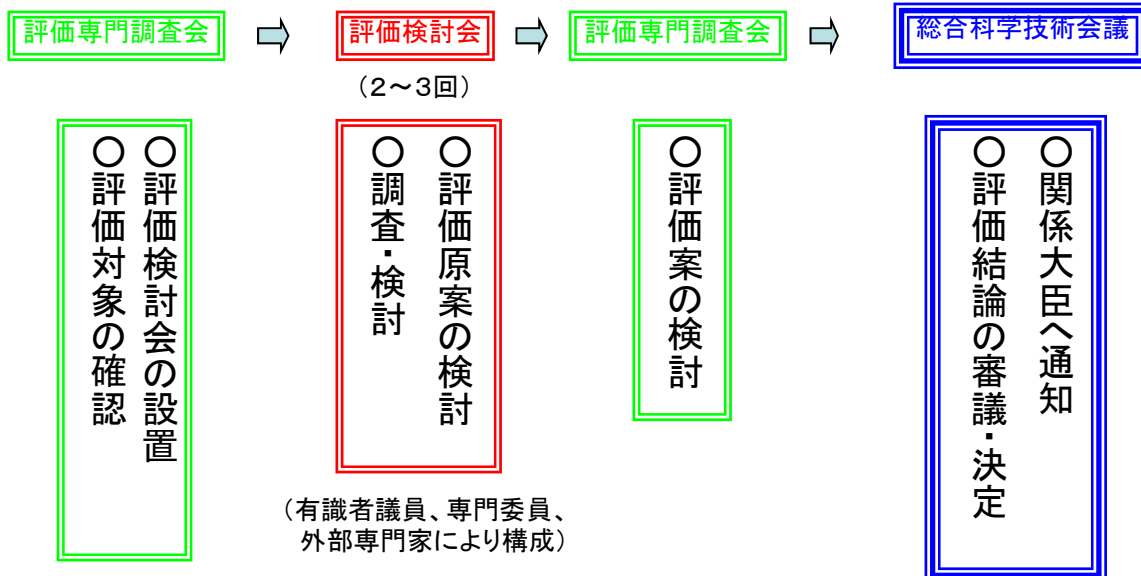 評価専門調査会
評価検討会
評価専門調査会
総合科学技術会議
（２～３回）
○評価検討会の設置
○評価対象の確認
○評価原案の検討
○調査・検討
○評価案の検討
○関係大臣へ通知
○評価結論の審議・決定
（有識者議員、専門委員、
外部専門家により構成）